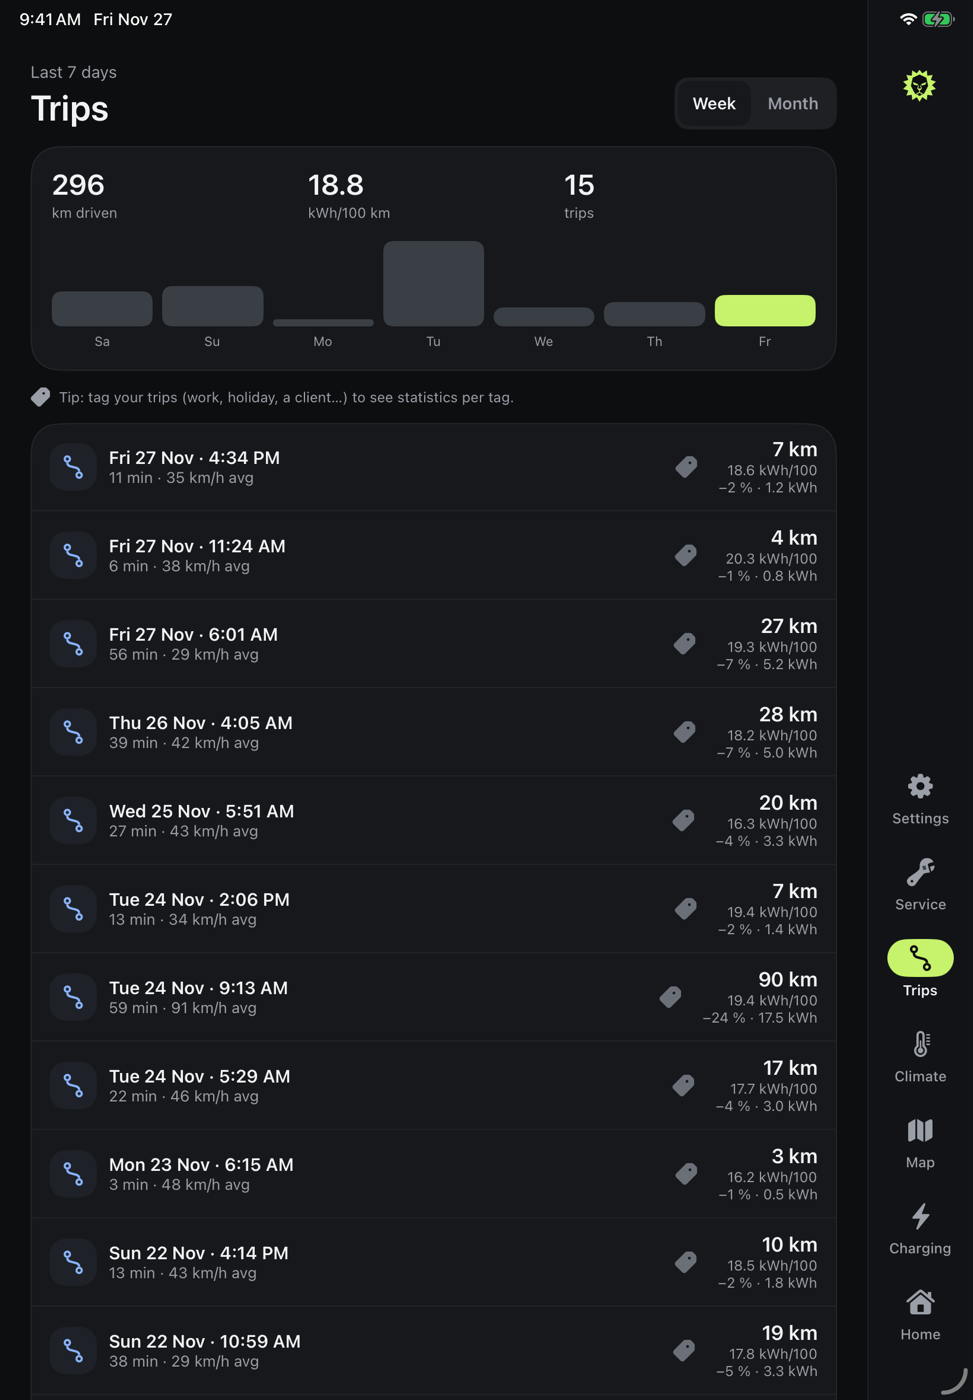 9:41 AM Fri Nov 27
Last 7 days
Trips
Week Month
296 18.8 15
km driven kWh/100 km trips
Sa Su Mo Tu We Th Fr
Tip: tag your trips (work, holiday, a client...) to see statistics per tag.
Fri 27 Nov · 4:34 PM
11 min · 35 km/h avg
7 km
18.6 kWh/100
−2 % · 1.2 kWh
Fri 27 Nov · 11:24 AM
6 min · 38 km/h avg
4 km
20.3 kWh/100
−1 % · 0.8 kWh
Fri 27 Nov · 6:01 AM
56 min · 29 km/h avg
27 km
19.3 kWh/100
−7 % · 5.2 kWh
Thu 26 Nov · 4:05 AM
39 min · 42 km/h avg
28 km
18.2 kWh/100
−7 % · 5.0 kWh
Wed 25 Nov · 5:51 AM
27 min · 43 km/h avg
20 km
16.3 kWh/100
−4 % · 3.3 kWh
Tue 24 Nov · 2:06 PM
13 min · 34 km/h avg
7 km
19.4 kWh/100
−2 % · 1.4 kWh
Tue 24 Nov · 9:13 AM
59 min · 91 km/h avg
90 km
19.4 kWh/100
−24 % · 17.5 kWh
Tue 24 Nov · 5:29 AM
22 min · 46 km/h avg
17 km
17.7 kWh/100
−4 % · 3.0 kWh
Mon 23 Nov · 6:15 AM
3 min · 48 km/h avg
3 km
16.2 kWh/100
−1 % · 0.5 kWh
Sun 22 Nov · 4:14 PM
13 min · 43 km/h avg
10 km
18.5 kWh/100
−2 % · 1.8 kWh
Sun 22 Nov · 10:59 AM
38 min · 29 km/h avg
19 km
17.8 kWh/100
−5 % · 3.3 kWh
Settings
Service
Trips
Climate
Map
Charging
Home